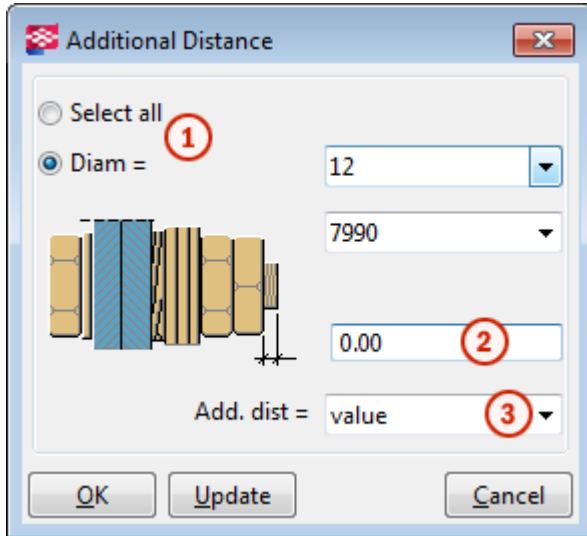 Additional Distance
Select all
1
Diam =
12
7990
0.00
2
Add. dist =
value
3
OK
Update
Cancel